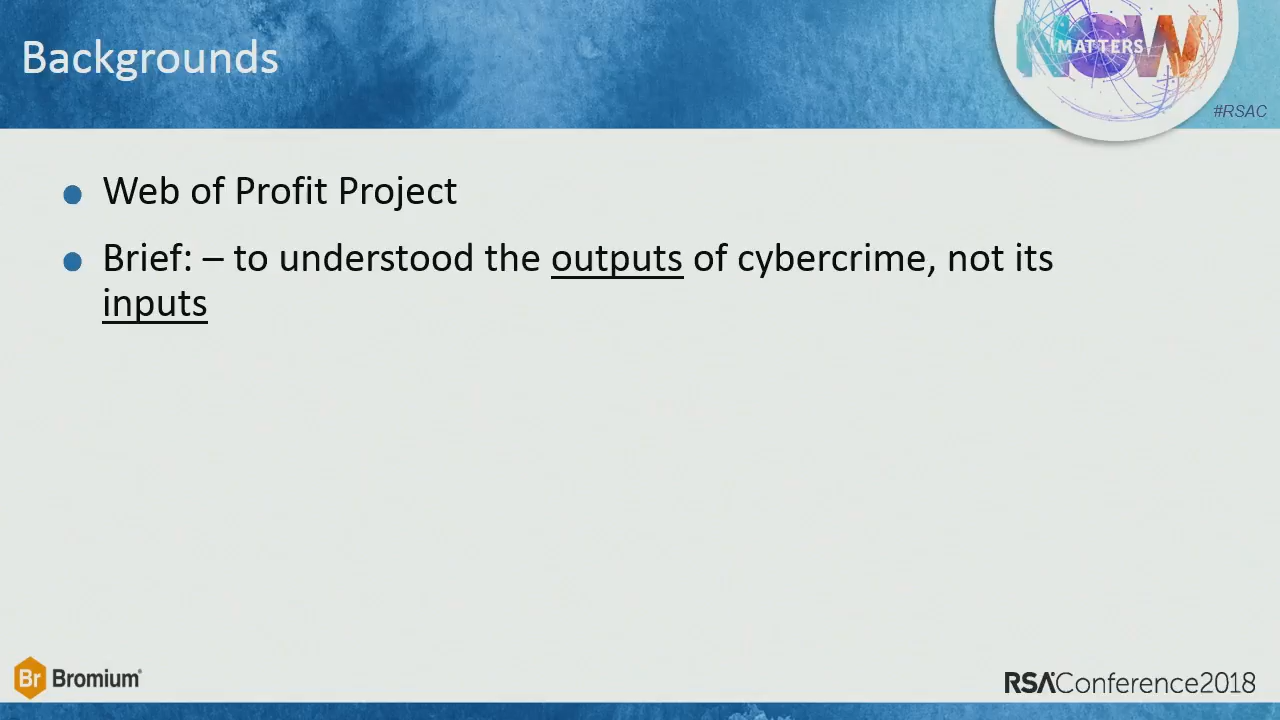 Backgrounds
NOW
MATTERS
#RSAC
Web of Profit Project
Brief: – to understood the outputs of cybercrime, not its
inputs
Br Bromium
RSAConference2018